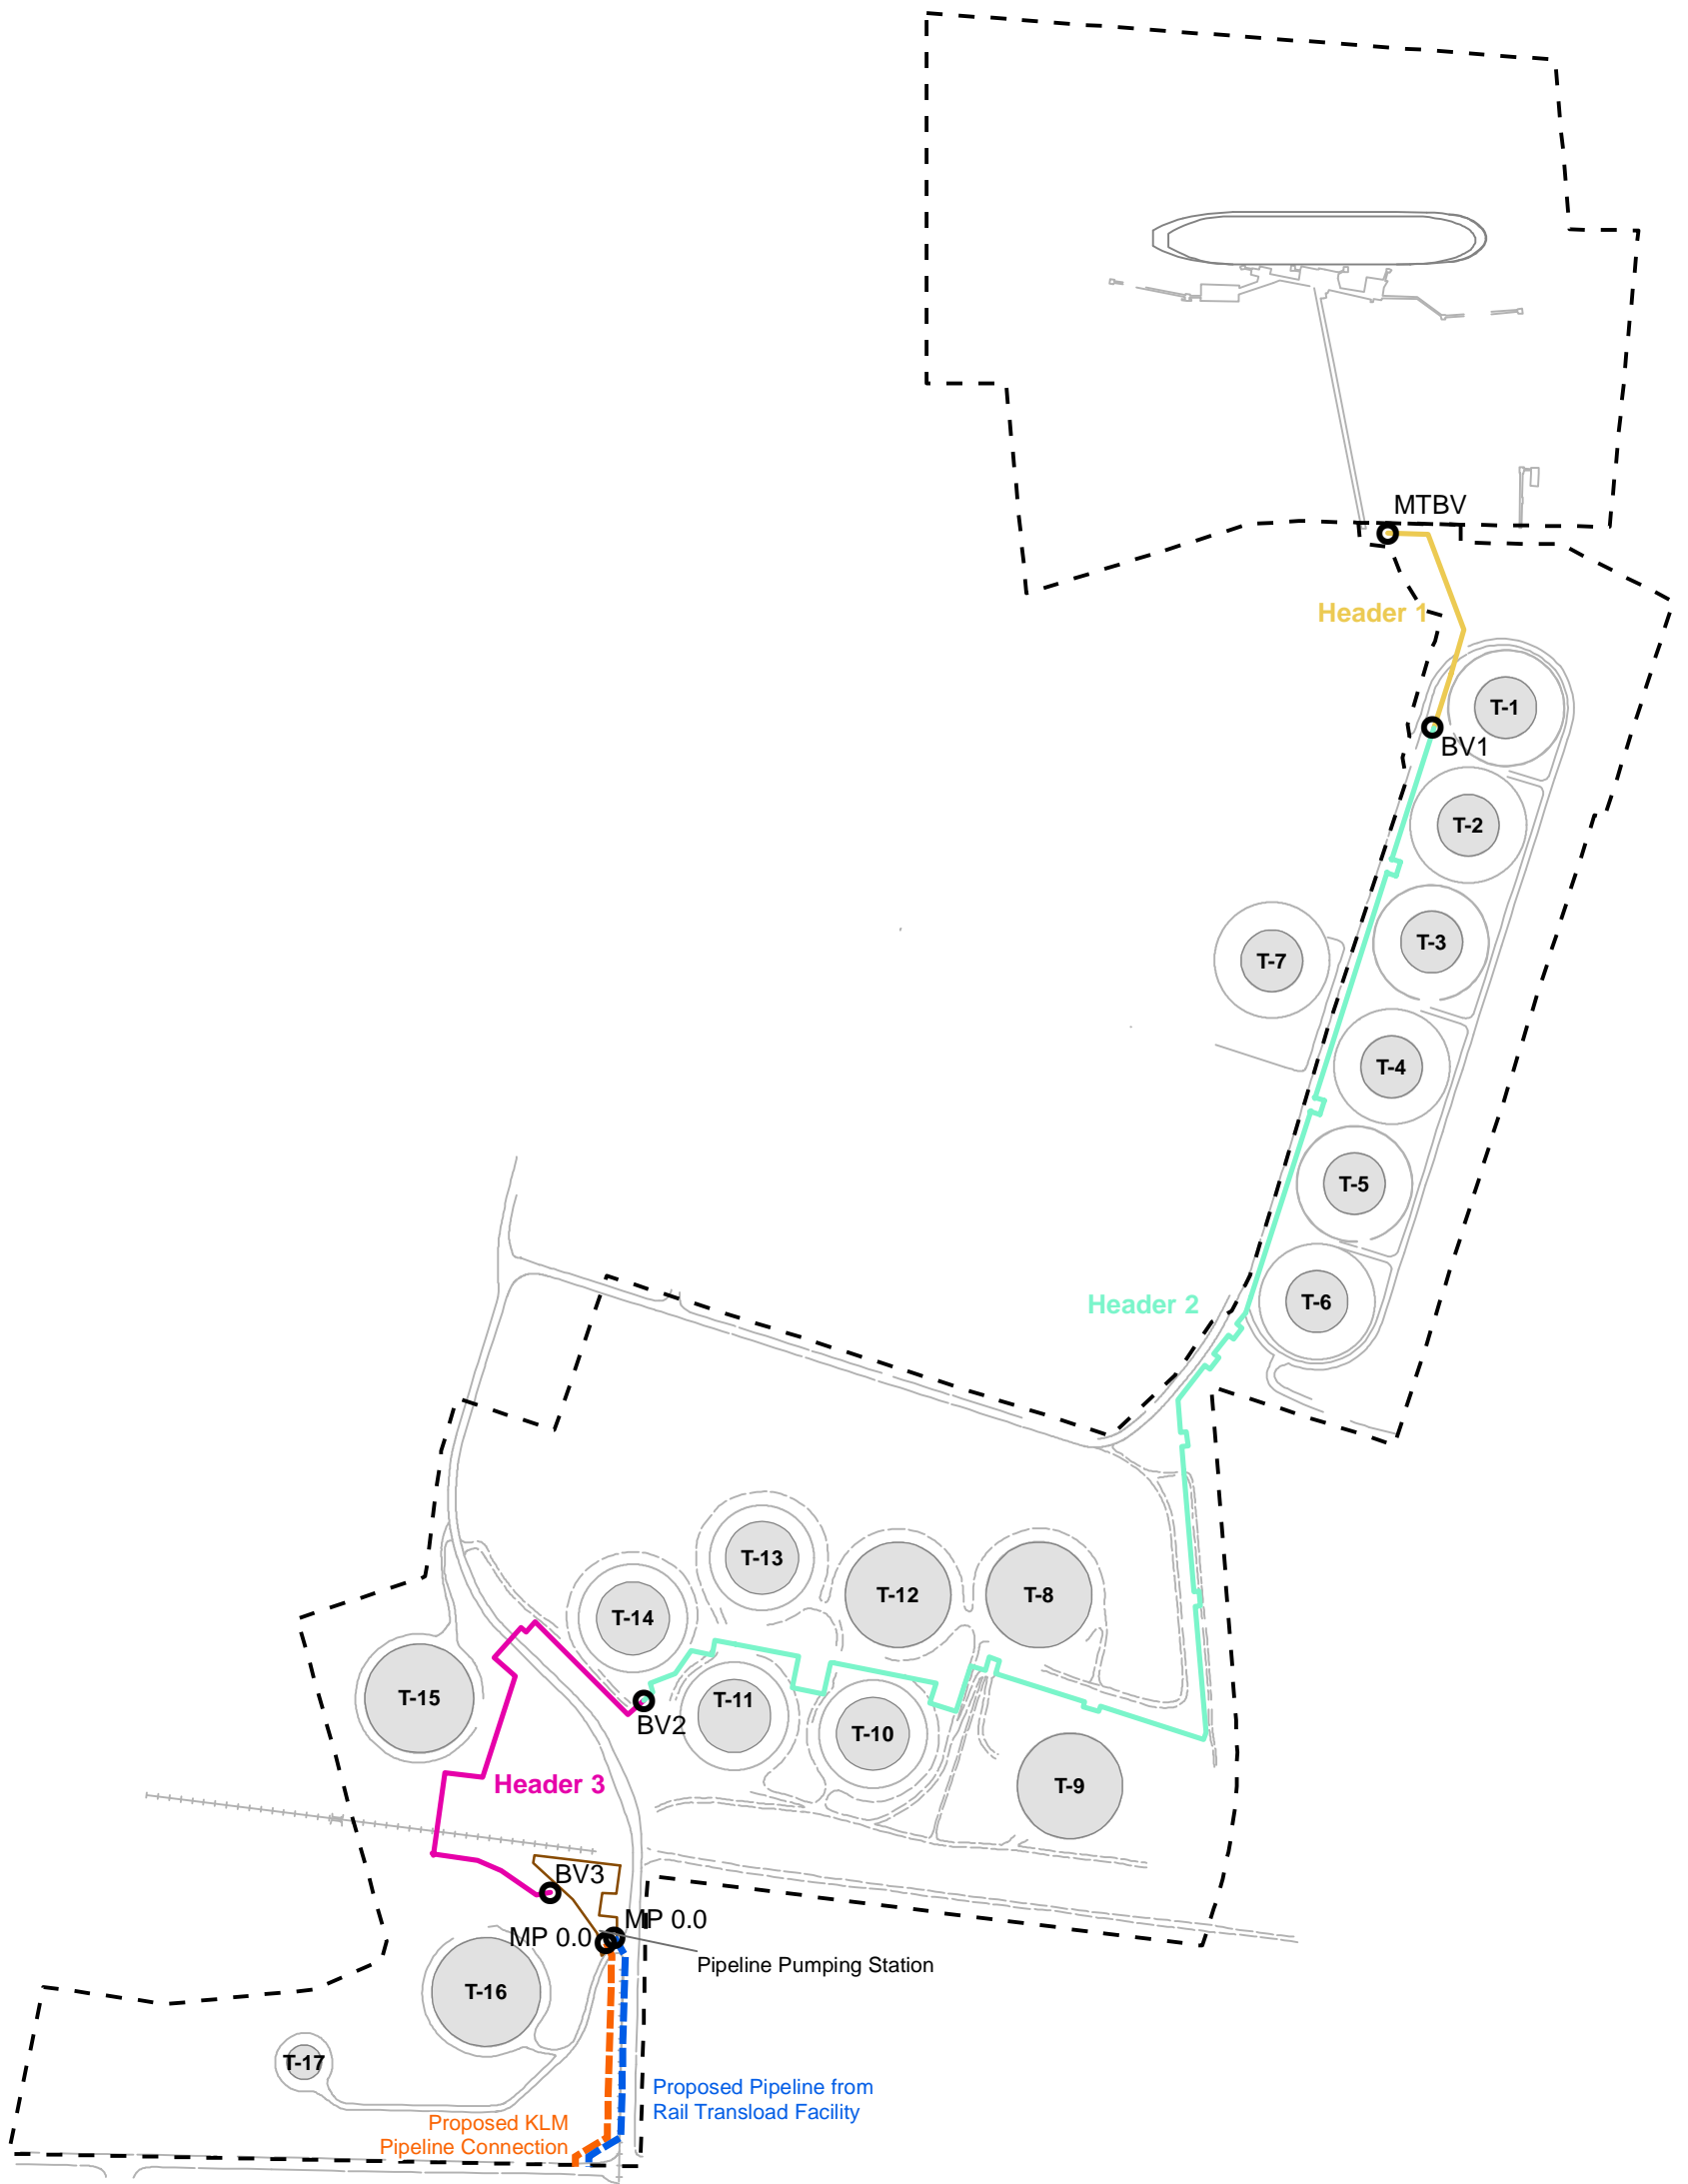 MTBV
Header 1
T-1
BV1
T-2
T-3
T-7
T-4
T-5
T-6
Header 2
T-13
T-12
T-8
T-14
T-15
T-11
BV2
T-10
Header 3
T-9
BV3
MP 0.0
MP 0.0
Pipeline Pumping Station
T-16
T-17
Proposed Pipeline from
Rail Transload Facility
Proposed KLM
Pipeline Connection